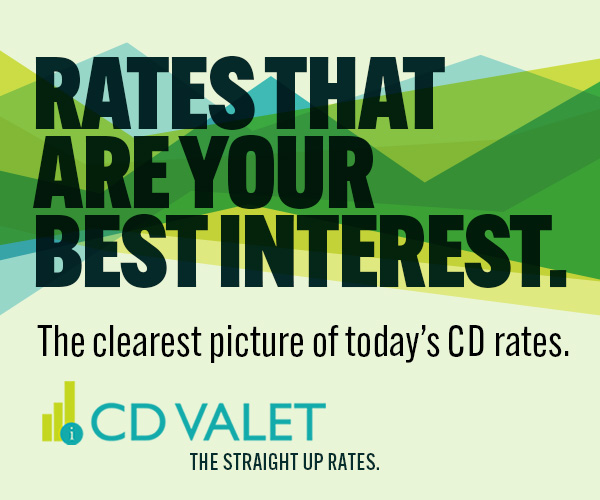 RATES THAT
ARE YOUR
BEST INTEREST.
The clearest picture of today's CD rates.
i CD VALET
THE STRAIGHT UP RATES.